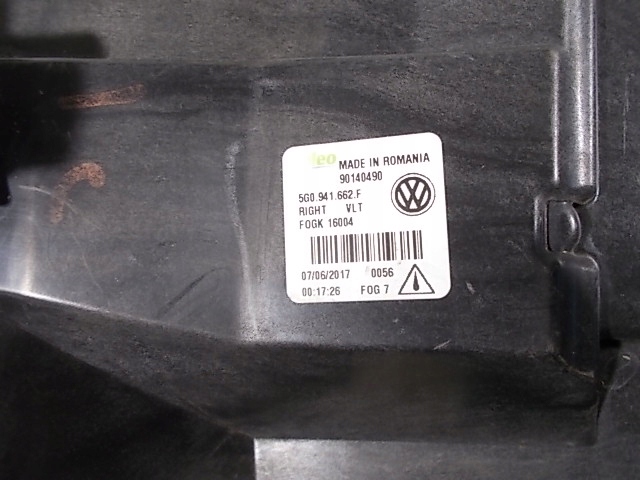 leo MADE IN ROMANIA
90140490
5G0.941.662.F
RIGHT VLT
FOGK 16004
07/06/2017 0056
00:17:26 FOG 7